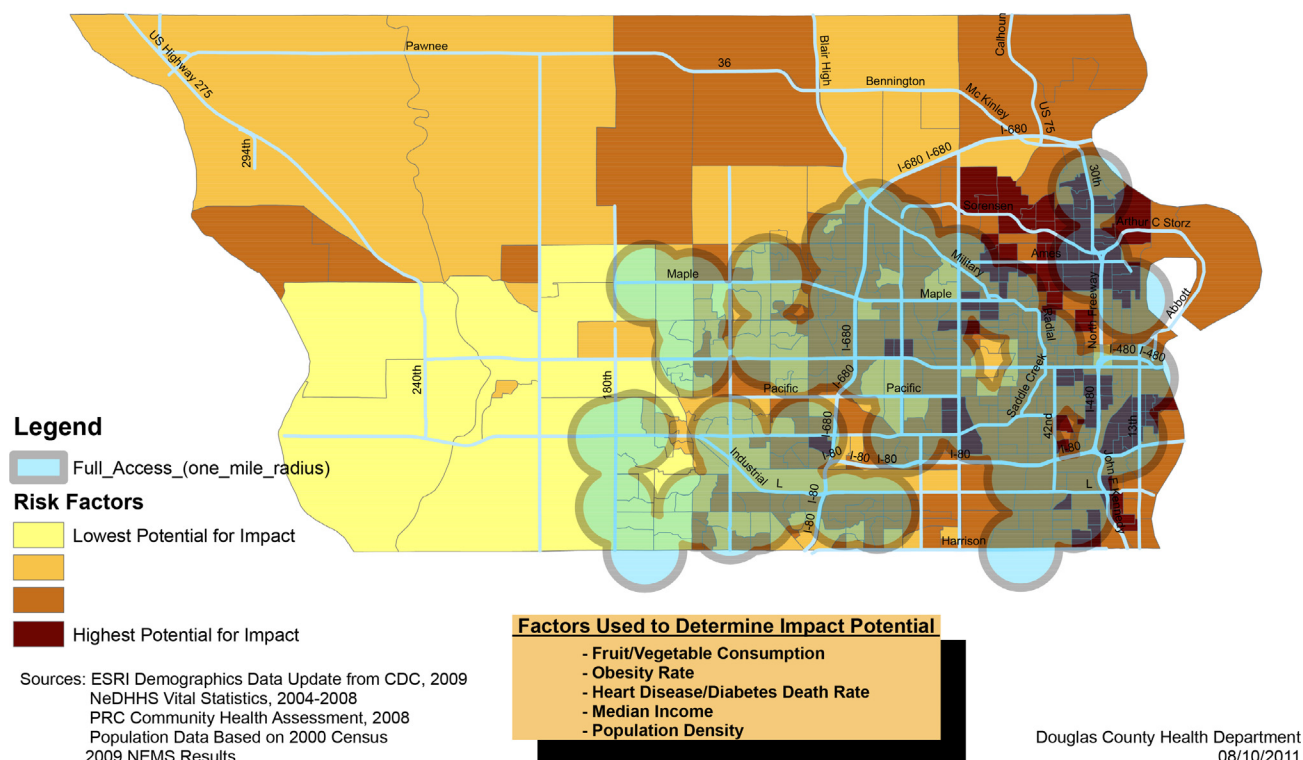 Calhoun
Blair High
Pawnee
US Highway 275
36
Bennington
Mc Kinley
US 75
I-680
I-680 I-680
294th
30th
Sorensen
Arthur C Storz
Military
Ames
Maple
Maple
Abbott
Radial
North Freeway
I-680
I-480 I-480
240th
180th
I-680
Pacific
Pacific
Saddle Creek
I-480
I-680
42nd
13th
Industrial
I-80
I-80
I-80
I-80
I-80
L
I-80
L
John F Kennedy
I-80
Harrison
Legend
Full_Access_(one_mile_radius)
Risk Factors
Lowest Potential for Impact
Highest Potential for Impact
Factors Used to Determine Impact Potential
- Fruit/Vegetable Consumption
- Obesity Rate
- Heart Disease/Diabetes Death Rate
- Median Income
- Population Density
Sources: ESRI Demographics Data Update from CDC, 2009
NeDHHS Vital Statistics, 2004-2008
PRC Community Health Assessment, 2008
Population Data Based on 2000 Census
2009 NEMS Results
Douglas County Health Department
08/10/2011